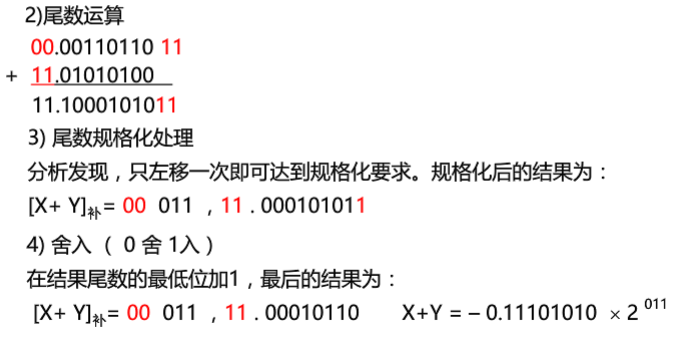 2)尾数运算
00.00110110 11
+ 11.01010100
11.1000101011
3) 尾数规格化处理
分析发现，只左移一次即可达到规格化要求。规格化后的结果为：
[X+ Y]补= 00 011 , 11 . 000101011
4) 舍入 （ 0 舍 1入 ）
在结果尾数的最低位加1，最后的结果为：
[X+ Y]补= 00 011 , 11 . 00010110 X+Y = – 0.11101010 × 2 011